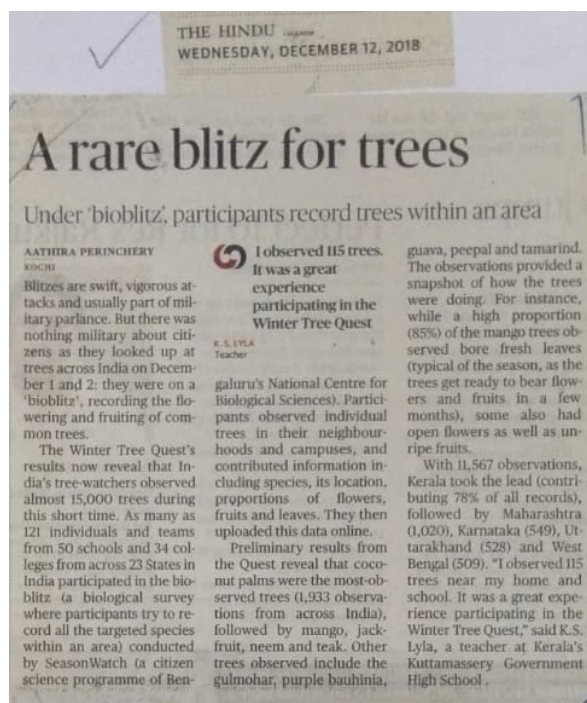 THE HINDU
WEDNESDAY, DECEMBER 12, 2018
A rare blitz for trees
Under ‘bioblitz’, participants record trees within an area
AATHIRA PERINCHERY
KOCHI
Blitzes are swift, vigorous at-
tacks and usually part of mil-
itary parlance. But there was
nothing military about citi-
zens as they looked up at
trees across India on Decem-
ber 1 and 2: they were on a
‘bioblitz’, recording the flo-
wering and fruiting of com-
mon trees.
The Winter Tree Quest’s
results now reveal that In-
dia’s tree-watchers observed
almost 15,000 trees during
this short time. As many as
121 individuals and teams
from 50 schools and 34 col-
leges from across 23 States in
India participated in the bio-
blitz (a biological survey
where participants try to re-
cord all the targeted species
within an area) conducted
by SeasonWatch (a citizen
science programme of Ben-
I observed 115 trees.
It was a great
experience
participating in the
Winter Tree Quest
K.S. LYLA
Teacher
galuru’s National Centre for
Biological Sciences). Partici-
pants observed individual
trees in their neighbour-
hoods and campuses, and
contributed information in-
cluding species, its location,
proportions of flowers,
fruits and leaves. They then
uploaded this data online.
Preliminary results from
the Quest reveal that coco-
nut palms were the most-ob-
served trees (1,933 observa-
tions from across India),
followed by mango, jack-
fruit, neem and teak. Other
trees observed include the
gulmohar, purple bauhinia,
guava, peepal and tamarind.
The observations provided a
snapshot of how the trees
were doing. For instance,
while a high proportion
(85%) of the mango trees ob-
served bore fresh leaves
(typical of the season, as the
trees get ready to bear flow-
ers and fruits in a few
months), some also had
open flowers as well as un-
ripe fruits.
With 11,567 observations,
Kerala took the lead (contri-
buting 78% of all records),
followed by Maharashtra
(1,020), Karnataka (549), Ut-
tarakhand (528) and West
Bengal (509). “I observed 115
trees near my home and
school. It was a great expe-
rience participating in the
Winter Tree Quest,” said K.S.
Lyla, a teacher at Kerala’s
Kuttamassery Government
High School .